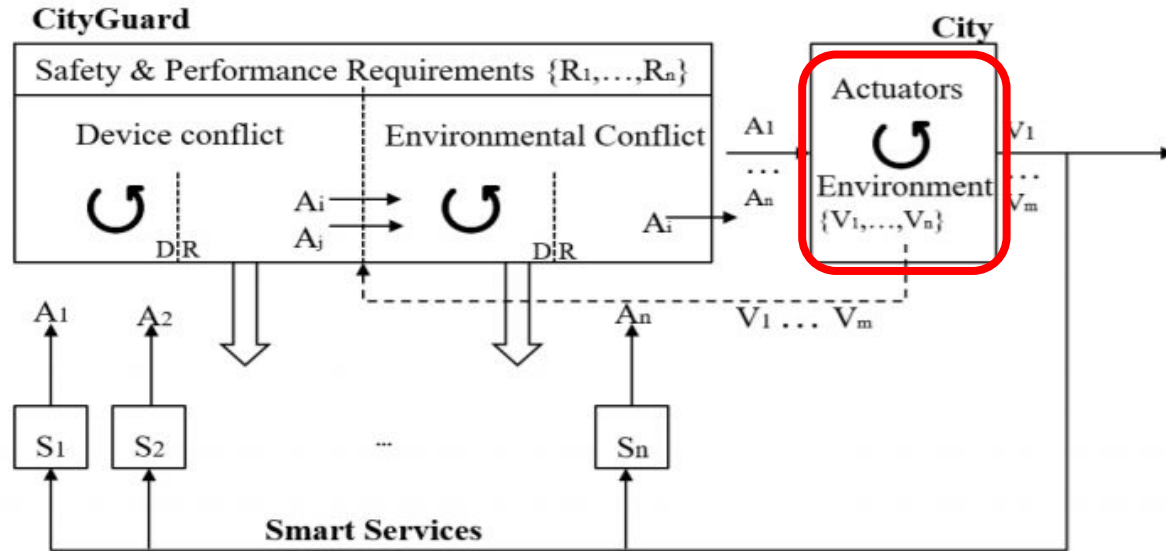 CityGuard
City
Safety & Performance Requirements {R1,…,Rn}
Device conflict
Environmental Conflict
Actuators
Environment
{V1,…,Vn}
Ai
Aj
D R
Ai
D R
A1
…
An
V1
…
Vm
V1 … Vm
A1
A2
An
S1
S2
...
Sn
Smart Services